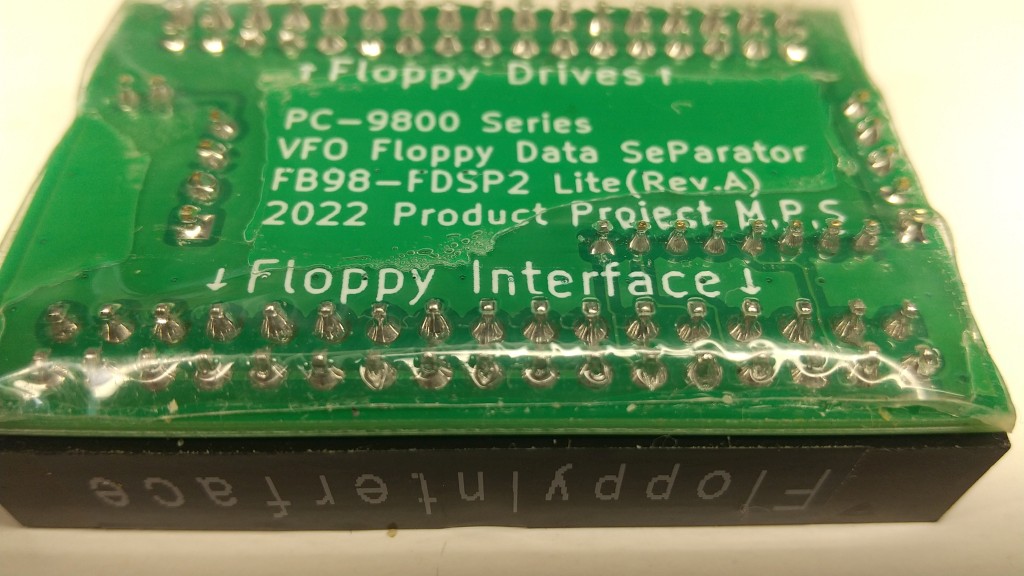 ↑Floppy Drives↑
PC-9800 Series
VFO Floppy Data SeParator
FB98-FDSP2 Lite(Rev.A)
2022 Product Project M.P.S
↓Floppy Interface↓
FloppyInterface